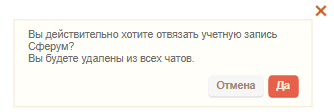 Вы действительно хотите отвязать учетную запись
Сферум?
Вы будете удалены из всех чатов.
Отмена Да